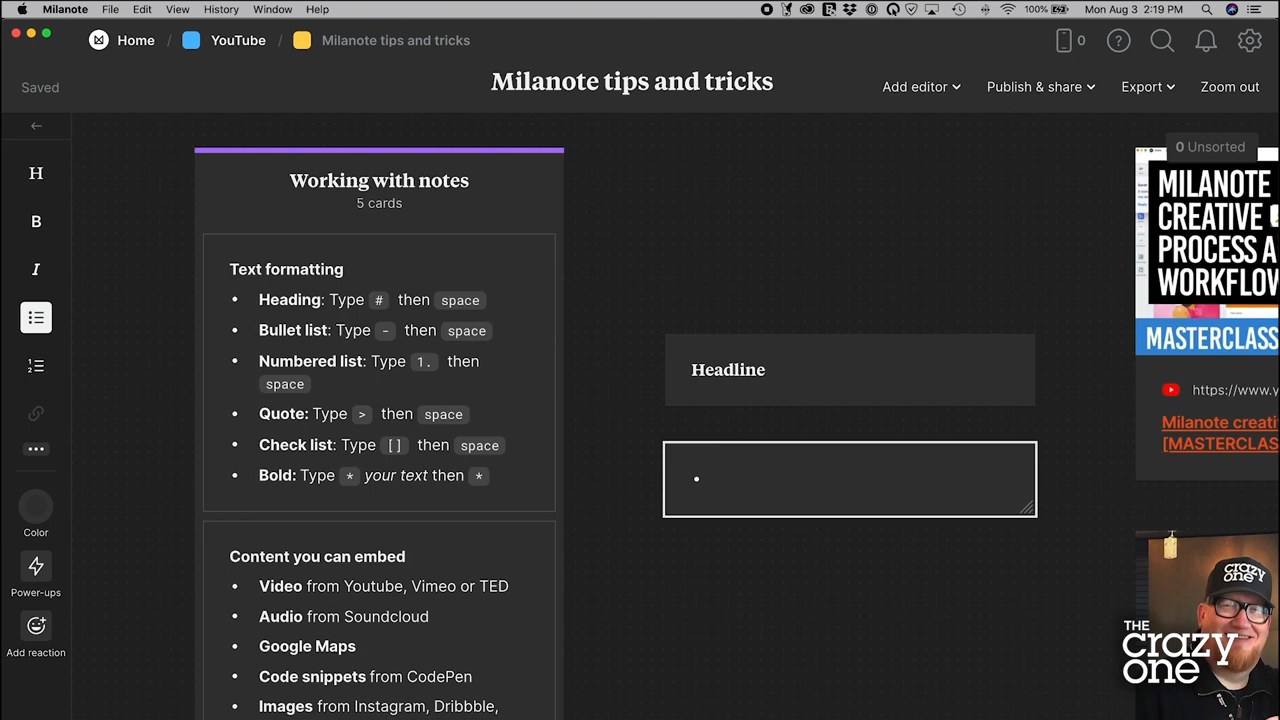 Milanote File Edit View History Window Help 100% Mon Aug 3 2:19 PM
Home / YouTube / Milanote tips and tricks 0
Saved Milanote tips and tricks Add editor Publish & share Export Zoom out
H
B
I
Color
Power-ups
Add reaction
Working with notes
5 cards
Text formatting
• Heading: Type # then space
• Bullet list: Type - then space
• Numbered list: Type 1. then
space
• Quote: Type > then space
• Check list: Type [] then space
• Bold: Type * your text then *
Content you can embed
• Video from Youtube, Vimeo or TED
• Audio from Soundcloud
• Google Maps
• Code snippets from CodePen
• Images from Instagram, Dribbble,
Headline
•
0 Unsorted
MILANOTE
CREATIVE
PROCESS A
WORKFLOW
MASTERCLASS
https://www.y
Milanote creati
[MASTERCLAS
crazy
one
THE
crazy
one